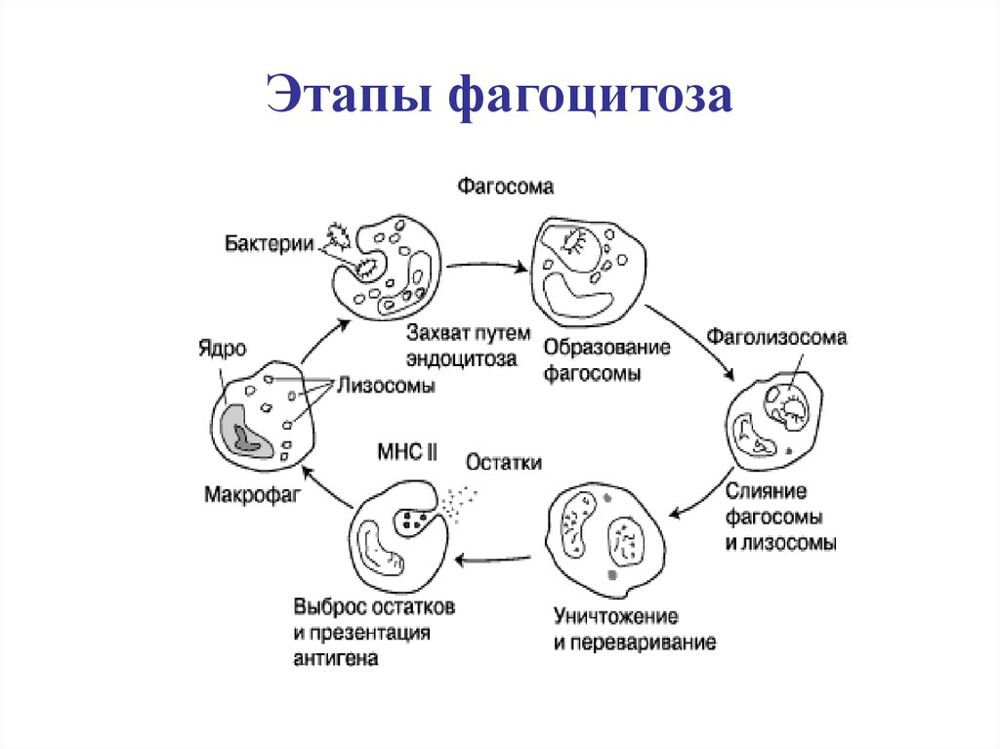 Этапы фагоцитоза
Фагосома
Бактерии
Захват путем
эндоцитоза
Образование
фагосомы
Фаголизосома
Ядро
Лизосомы
Макрофаг
МНС II
Остатки
Слияние
фагосомы
и лизосомы
Выброс остатков
и презентация
антигена
Уничтожение
и переваривание